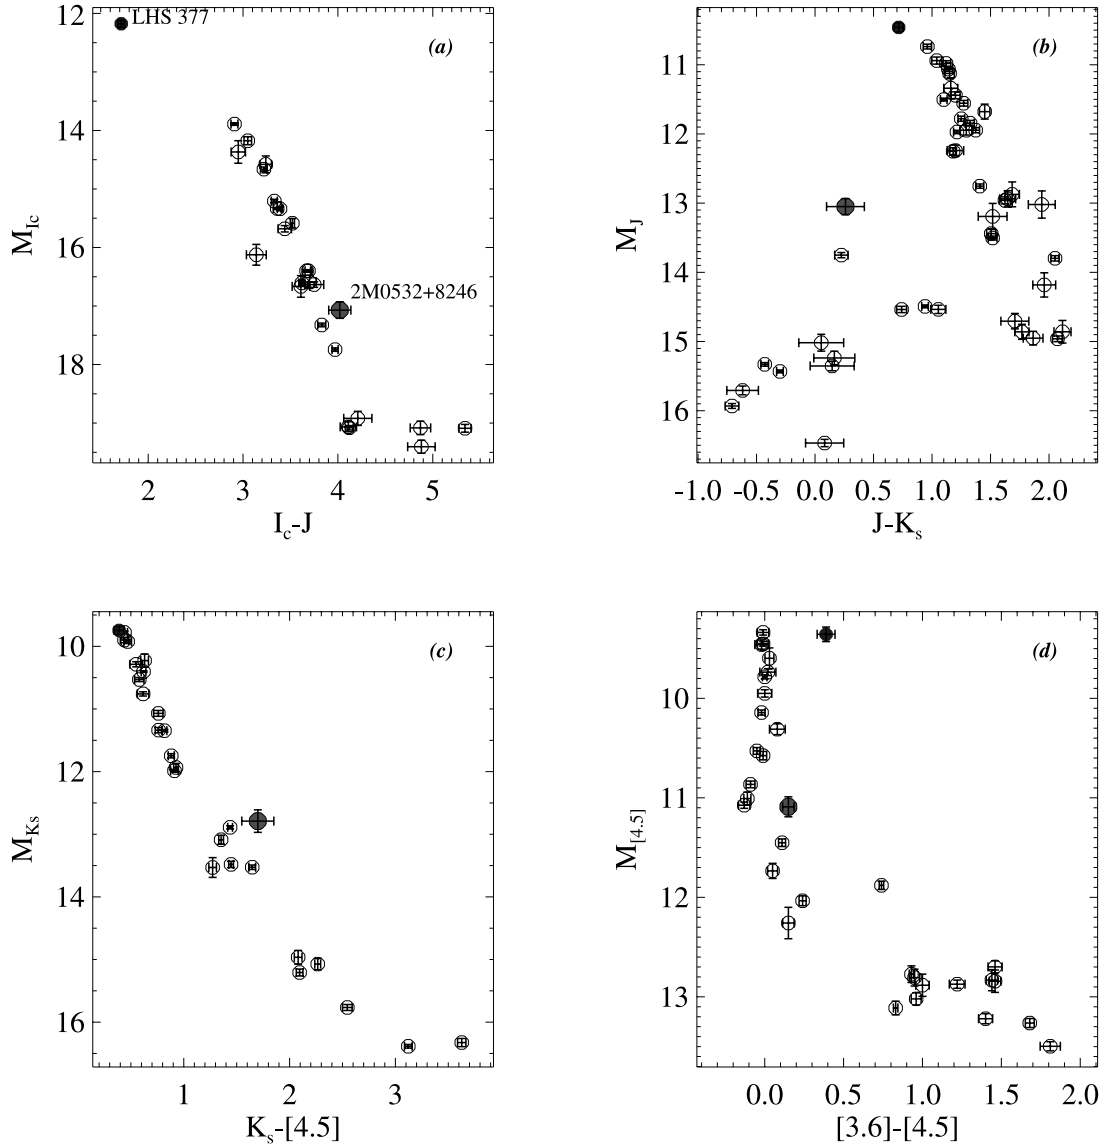 12
14
16
18
M_Ic
LHS 377
(a)
2M0532+8246
2 3 4 5
I_c-J
11
12
13
14
15
16
M_J
(b)
-1.0 -0.5 0.0 0.5 1.0 1.5 2.0
J-K_s
10
12
14
16
M_Ks
(c)
1 2 3
K_s-[4.5]
10
11
12
13
M_[4.5]
(d)
0.0 0.5 1.0 1.5 2.0
[3.6]-[4.5]